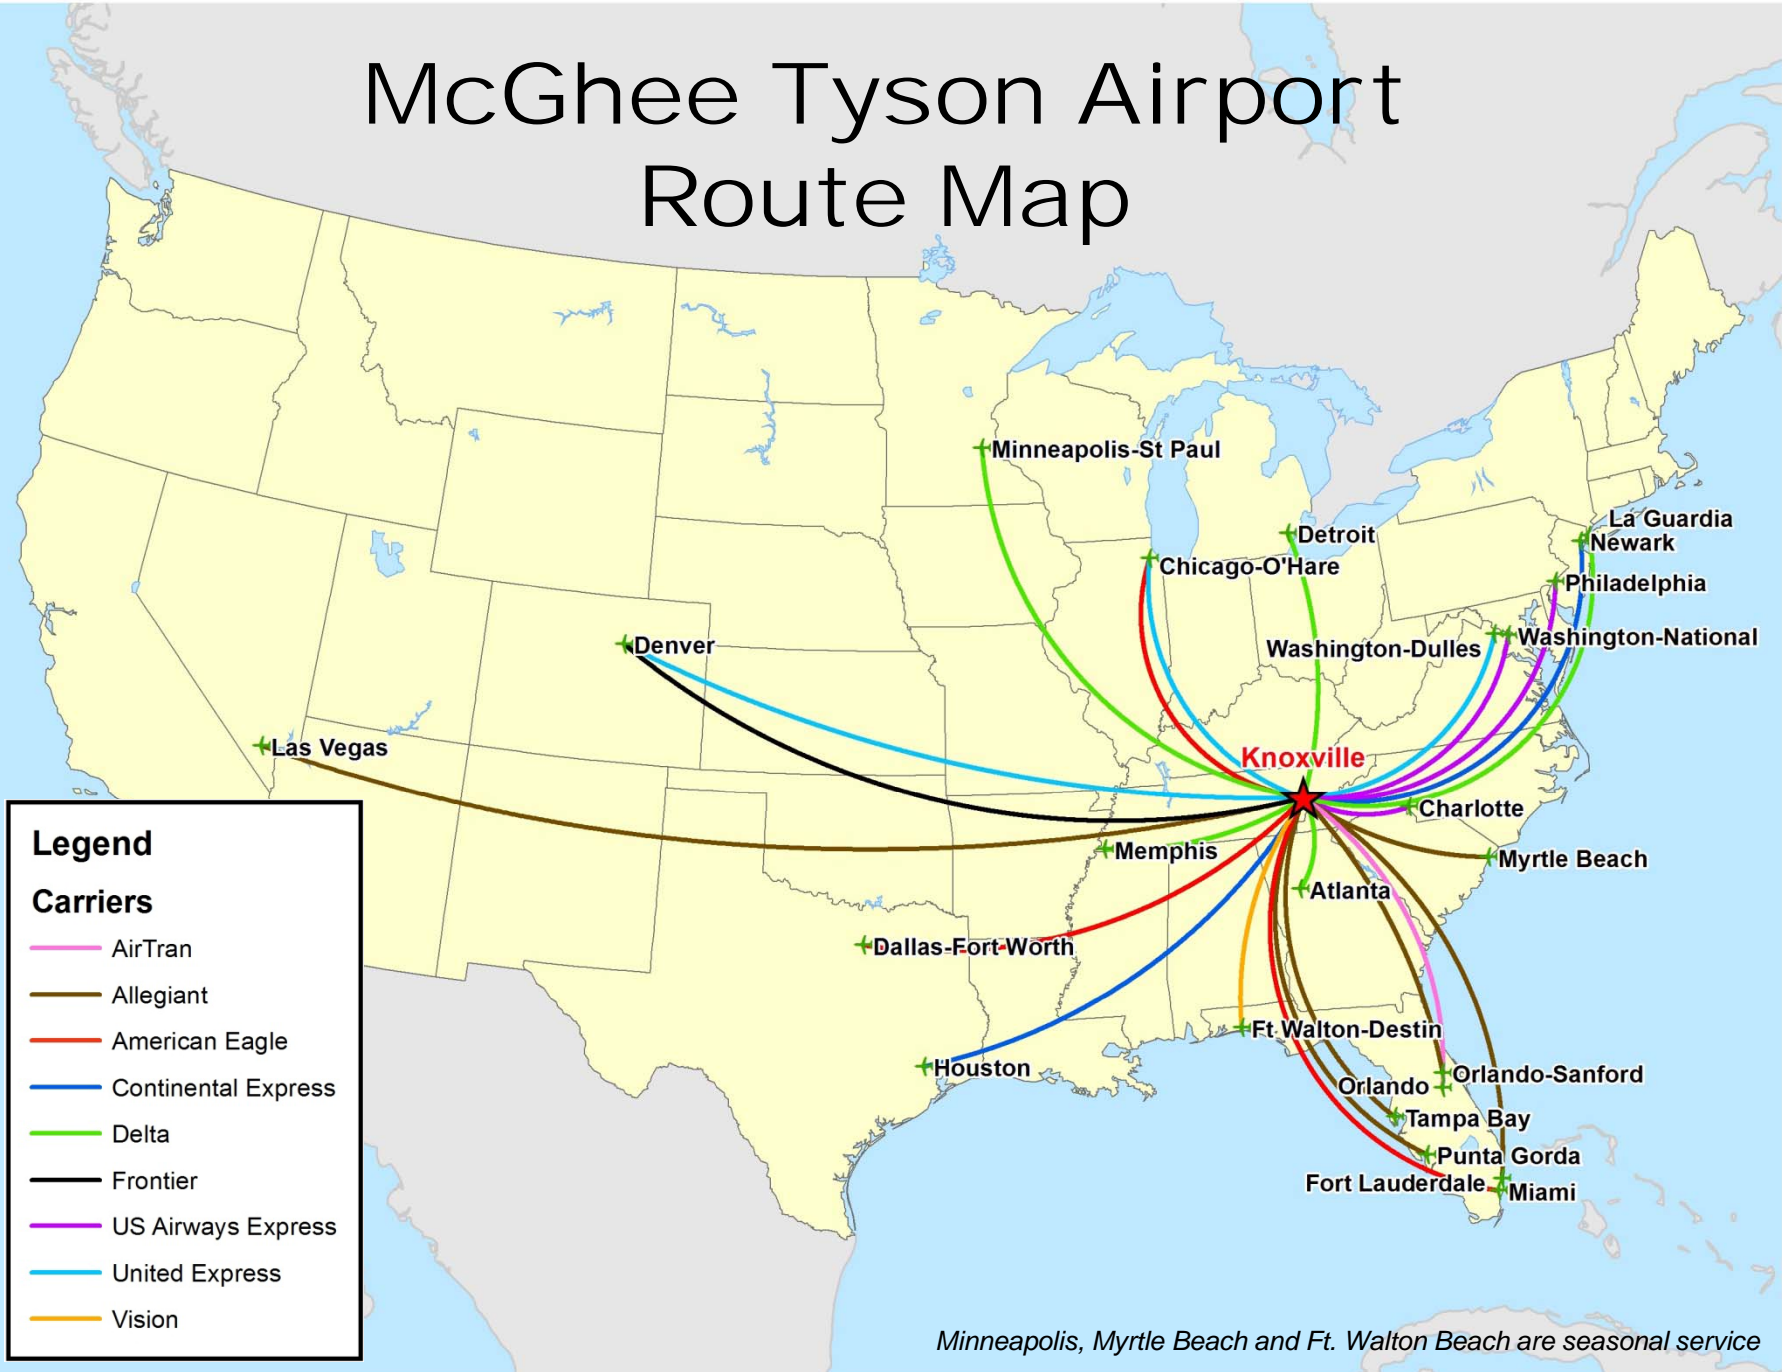 McGhee Tyson Airport
Route Map
Minneapolis-St Paul
La Guardia
Detroit
Newark
Chicago-O'Hare
Philadelphia
Washington-National
Denver
Washington-Dulles
Las Vegas
Knoxville
Charlotte
Memphis
Myrtle Beach
Atlanta
Dallas-Fort Worth
Ft Walton-Destin
Houston
Orlando-Sanford
Orlando
Tampa Bay
Punta Gorda
Fort Lauderdale
Miami
Legend
Carriers
AirTran
Allegiant
American Eagle
Continental Express
Delta
Frontier
US Airways Express
United Express
Vision
Minneapolis, Myrtle Beach and Ft. Walton Beach are seasonal service